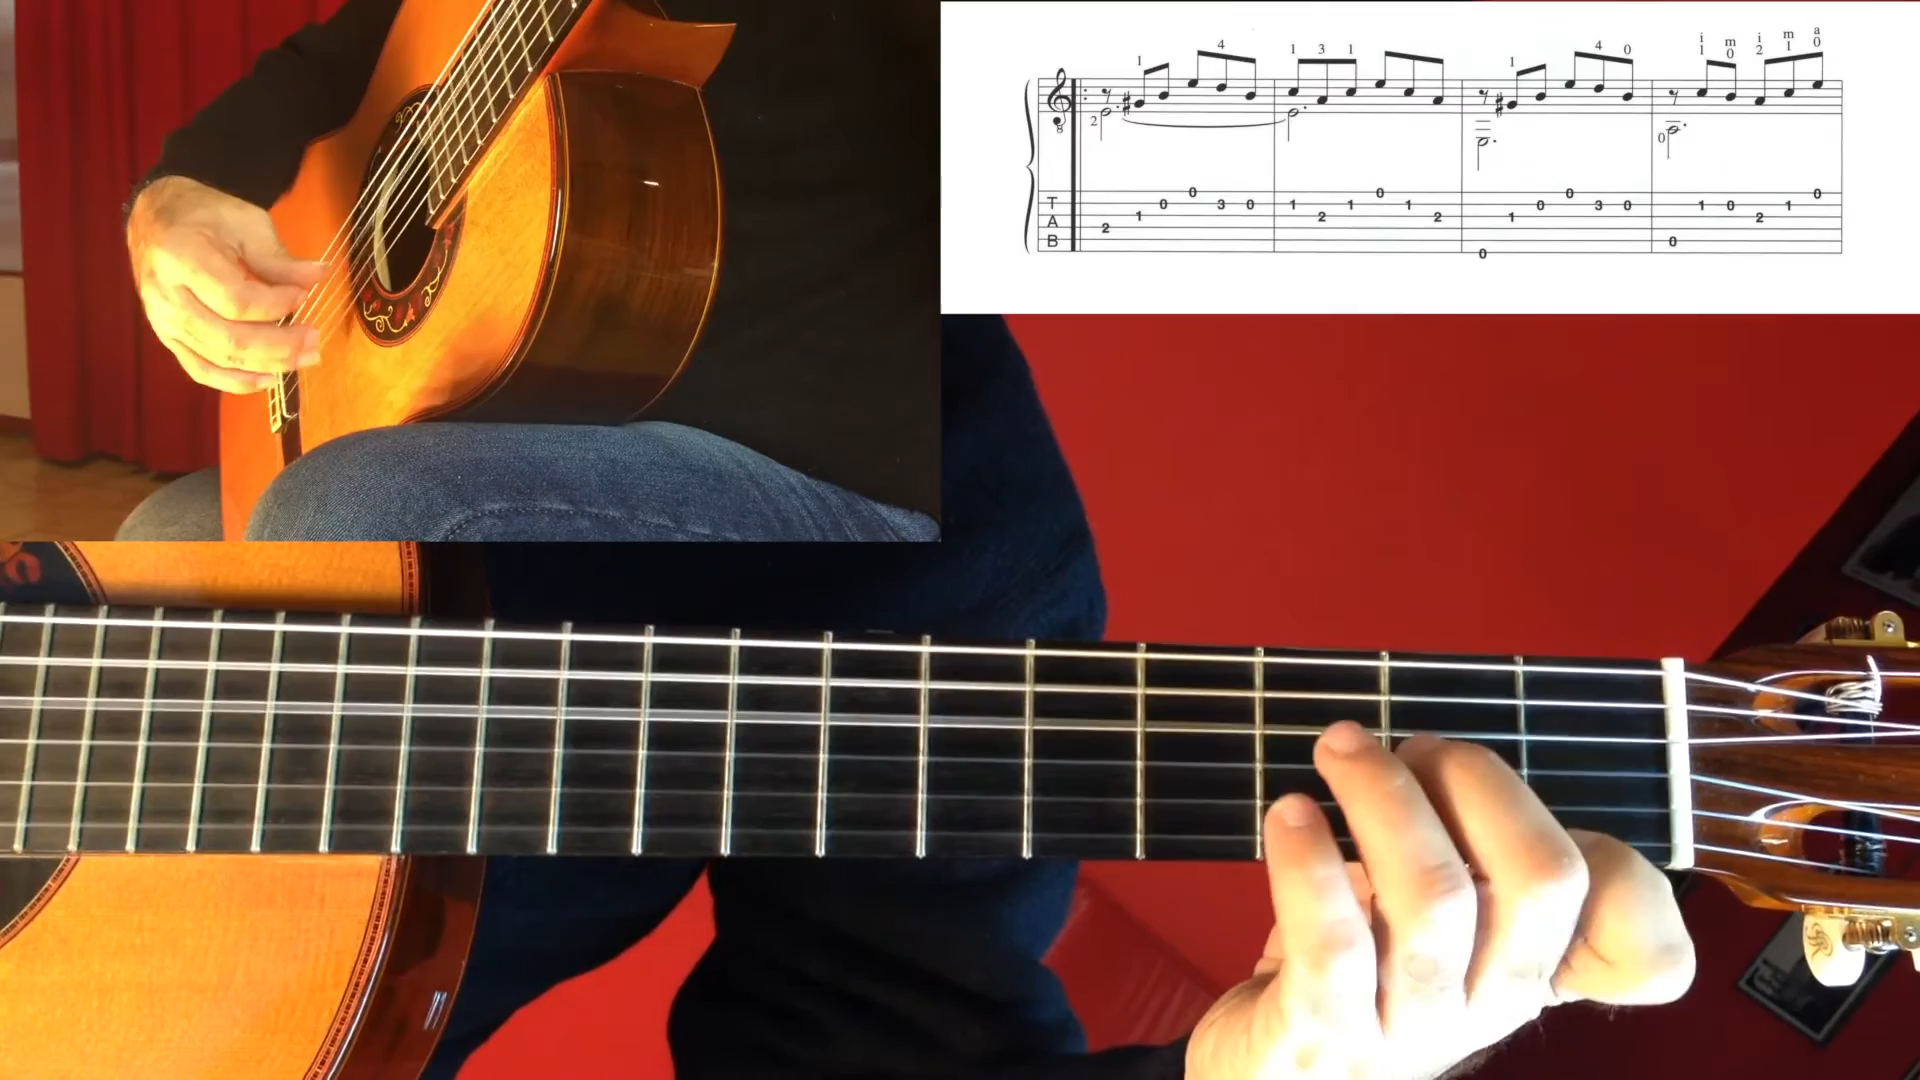 1 4 1 3 1 1 4 0 i 1 m 0 i 2 m 1 a 0
2 0
8
T A B
0 0 0 0
0 3 0 1 1 1 0 3 0 1 0 1
1 2 2 1 2
2
0 0
0